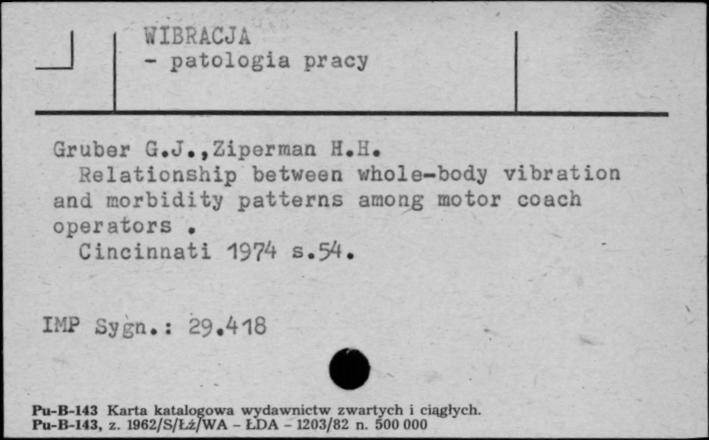 WIBRACJA
- patologia pracy
Gruber G.J.,Ziperman H.H.
Relationship between whole-body vibration
and morbidity patterns among motor coach
operators .
Cincinnati 1974 s.54.
IMP Sygn.: 29.418
Pu-B-143 Karta katalogowa wydawnictw zwartych i ciągłych.
Pu-B-143, z. 1962/S/Łż/WA - ŁDA - 1203/82 n. 500 000